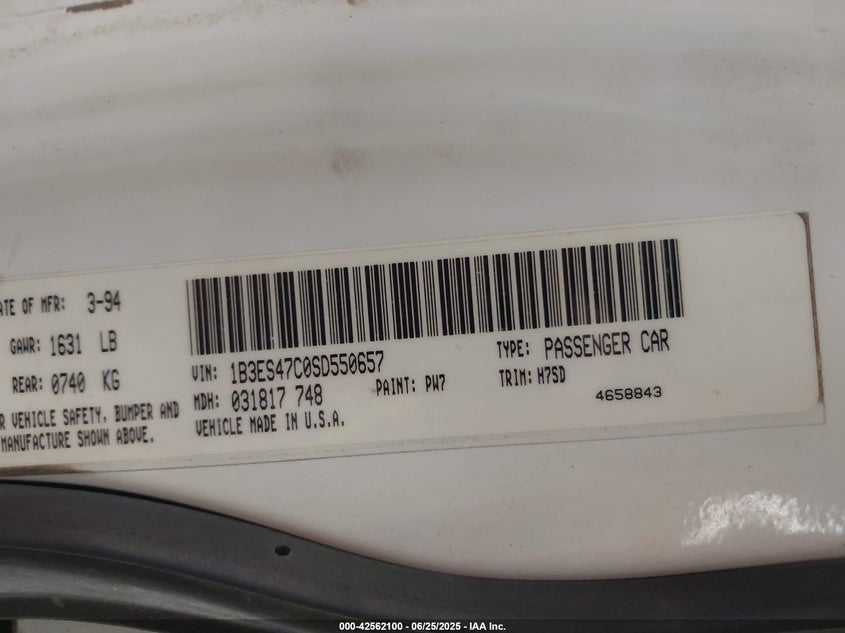 ATE OF MFR: 3-94
GAWR: 1631 LB
REAR: 0740 KG
R VEHICLE SAFETY, BUMPER AND
MANUFACTURE SHOWN ABOVE.
VIN: 1B3ES47C0SD550657
TYPE: PASSENGER CAR
MDH: 031817 748
PAINT: PW7
TRIM: H7SD
VEHICLE MADE IN U.S.A.
4658843
000-42562100 - 06/25/2025 - IAA Inc.